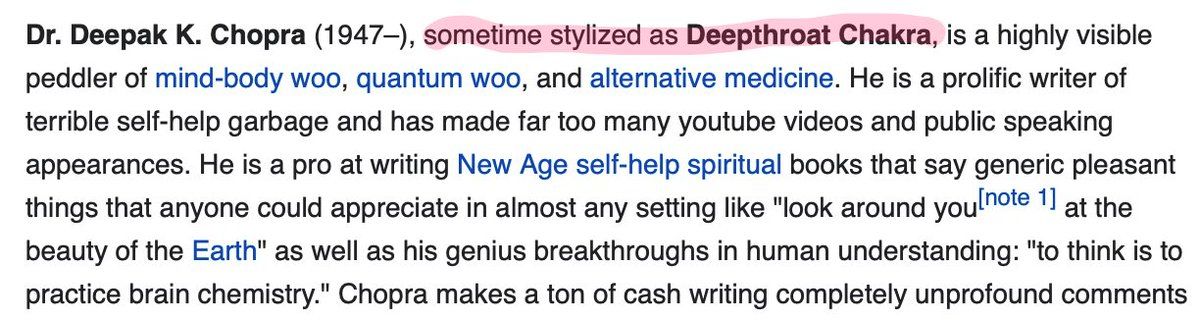 Dr. Deepak K. Chopra (1947–), sometime stylized as Deepthroat Chakra, is a highly visible
peddler of mind-body woo, quantum woo, and alternative medicine. He is a prolific writer of
terrible self-help garbage and has made far too many youtube videos and public speaking
appearances. He is a pro at writing New Age self-help spiritual books that say generic pleasant
things that anyone could appreciate in almost any setting like "look around you[note 1] at the
beauty of the Earth" as well as his genius breakthroughs in human understanding: "to think is to
practice brain chemistry." Chopra makes a ton of cash writing completely unprofound comments